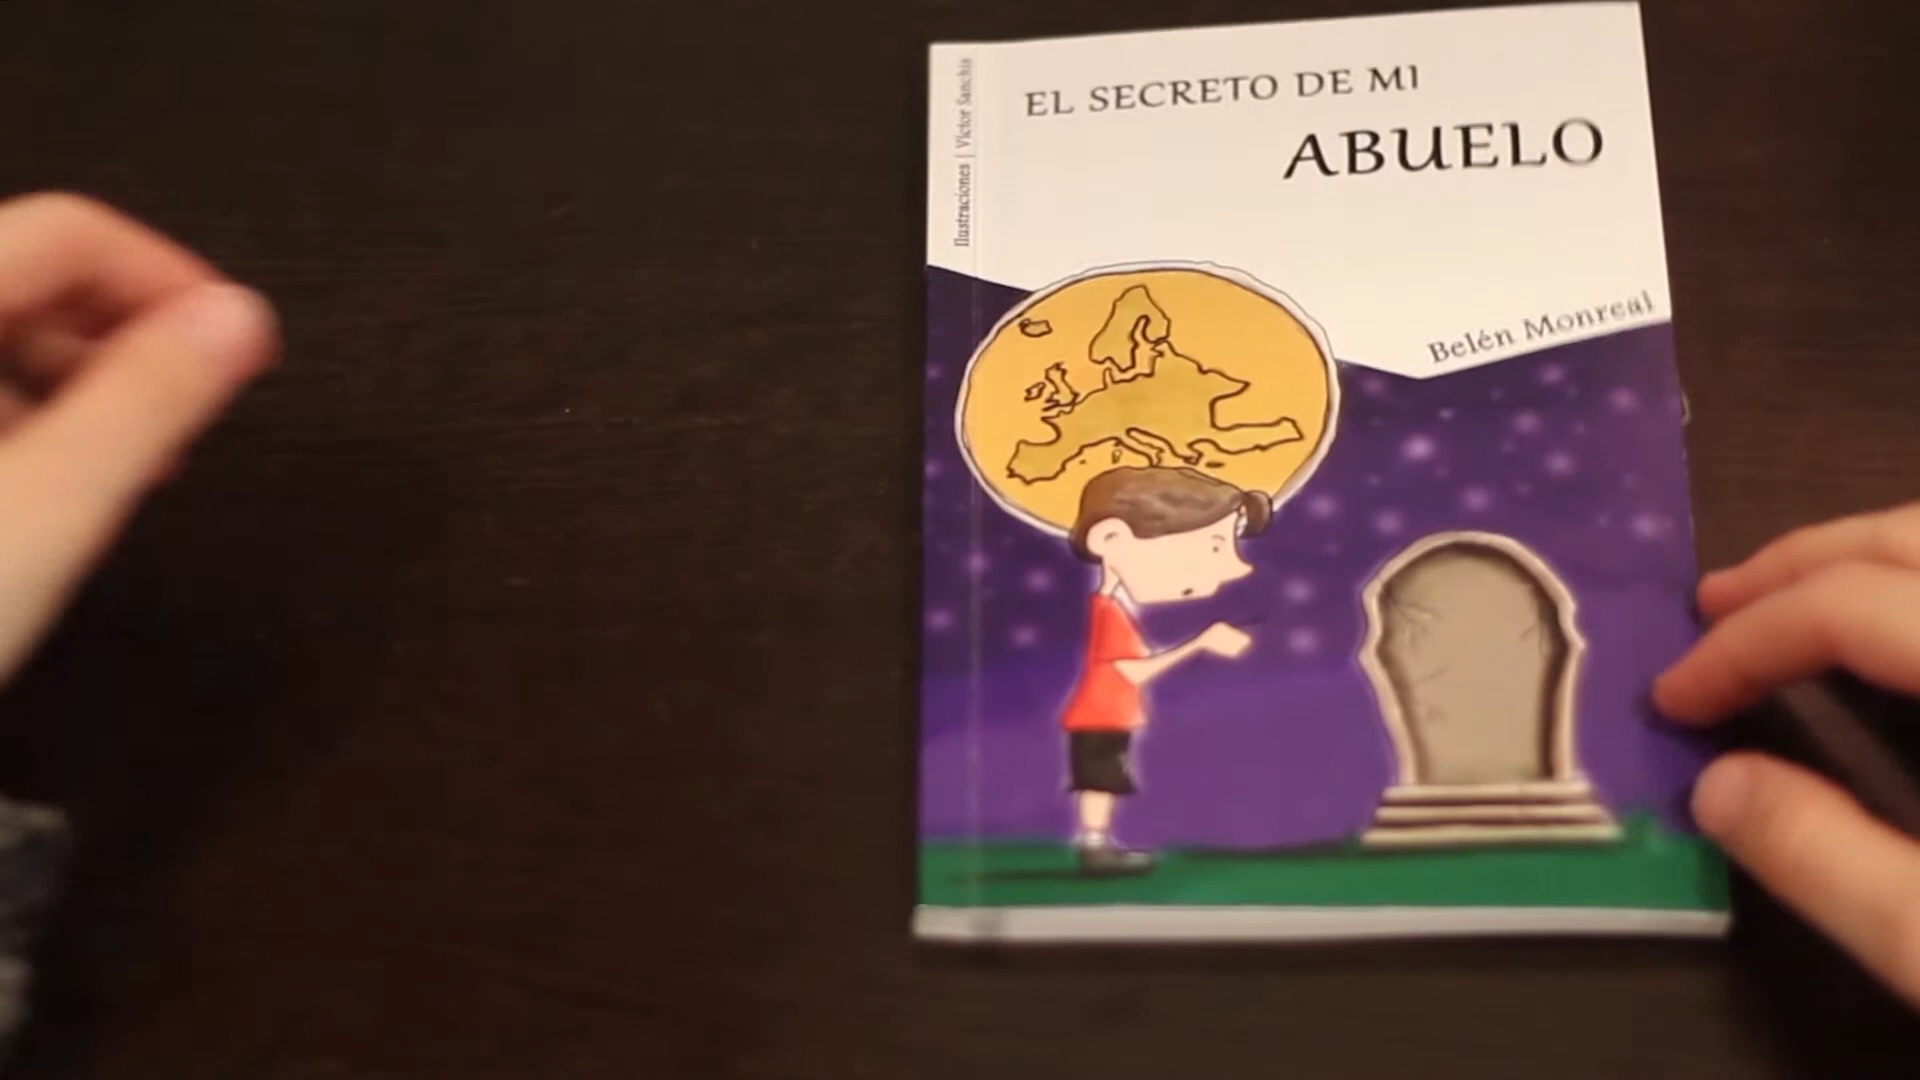 EL SECRETO DE MI
ABUELO
Belén Monreal
Ilustraciones | Víctor Sanchis